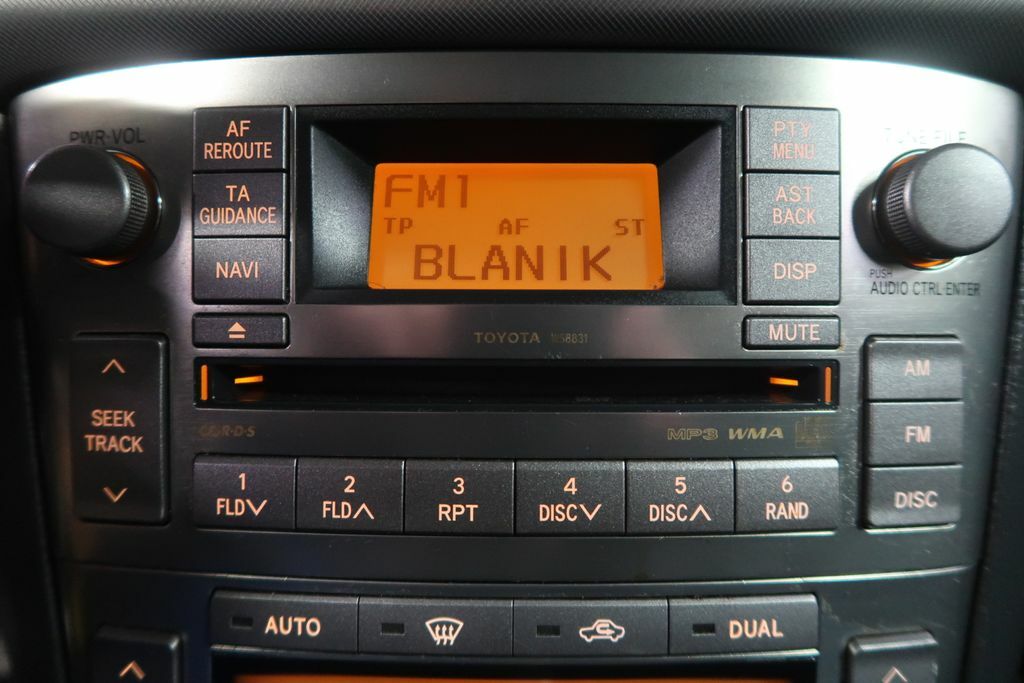 PWR·VOL
AF
REROUTE
TA
GUIDANCE
NAVI
FM1
TP AF ST
BLANIK
PTY
MENU
AST
BACK
DISP
TUNE·FILE
PUSH
AUDIO CTRL·ENTER
TOYOTA
MUTE
SEEK
TRACK
MP3 WMA
AM
FM
DISC
1
FLD
2
FLD
3
RPT
4
DISC
5
DISC
6
RAND
AUTO
DUAL